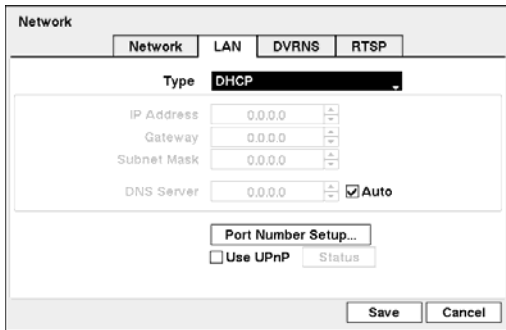 Network
Network LAN DVRNS RTSP
Type DHCP
IP Address 0.0.0.0
Gateway 0.0.0.0
Subnet Mask 0.0.0.0
DNS Server 0.0.0.0 Auto
Port Number Setup...
Use UPnP Status
Save Cancel